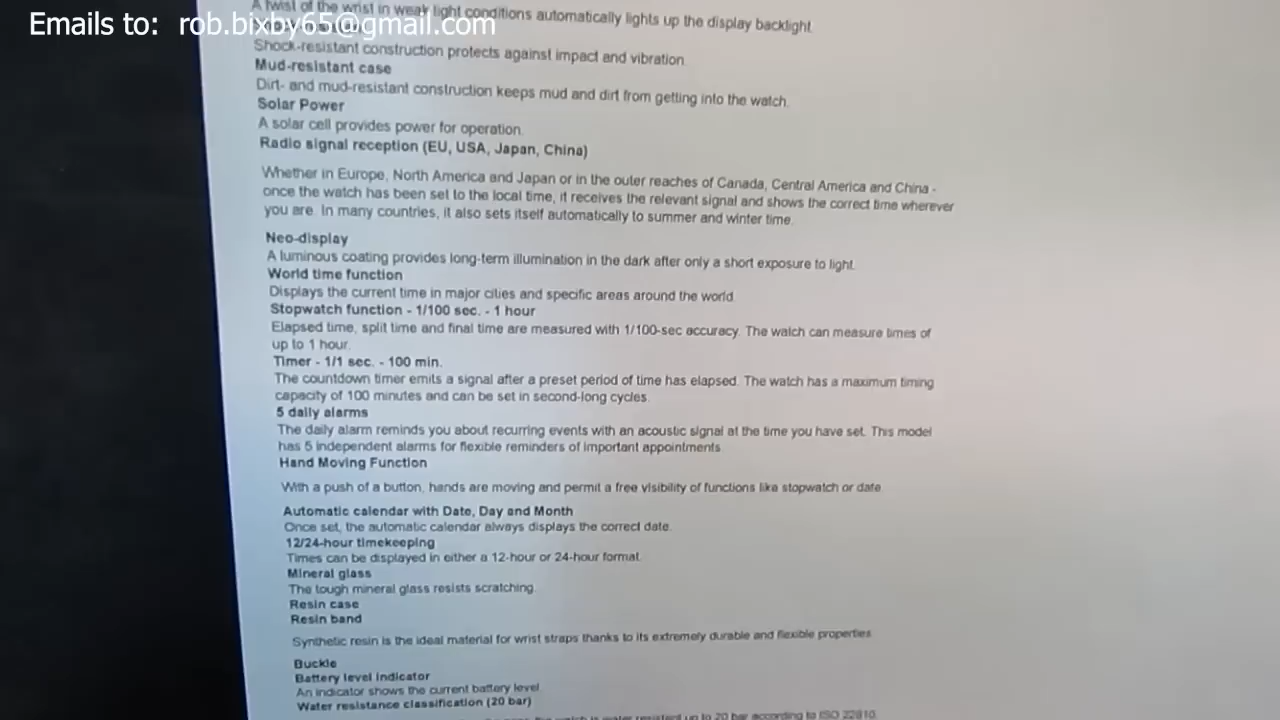 A twist of the wrist in weak light conditions automatically lights up the display backlight.
Emails to: rob.bixby65@gmail.com
Shock-resistant construction protects against impact and vibration.
Mud-resistant case
Dirt- and mud-resistant construction keeps mud and dirt from getting into the watch.
Solar Power
A solar cell provides power for operation.
Radio signal reception (EU, USA, Japan, China)
Whether in Europe, North America and Japan or in the outer reaches of Canada, Central America and China -
once the watch has been set to the local time, it receives the relevant signal and shows the correct time wherever
you are. In many countries, it also sets itself automatically to summer and winter time.
Neo-display
A luminous coating provides long-term illumination in the dark after only a short exposure to light.
World time function
Displays the current time in major cities and specific areas around the world.
Stopwatch function - 1/100 sec. - 1 hour
Elapsed time, split time and final time are measured with 1/100-sec accuracy. The watch can measure times of
up to 1 hour.
Timer - 1/1 sec. - 100 min.
The countdown timer emits a signal after a preset period of time has elapsed. The watch has a maximum timing
capacity of 100 minutes and can be set in second-long cycles.
5 daily alarms
The daily alarm reminds you about recurring events with an acoustic signal at the time you have set. This model
has 5 independent alarms for flexible reminders of important appointments.
Hand Moving Function
With a push of a button, hands are moving and permit a free visibility of functions like stopwatch or date.
Automatic calendar with Date, Day and Month
Once set, the automatic calendar always displays the correct date.
12/24-hour timekeeping
Times can be displayed in either a 12-hour or 24-hour format.
Mineral glass
The tough mineral glass resists scratching.
Resin case
Resin band
Synthetic resin is the ideal material for wrist straps thanks to its extremely durable and flexible properties.
Buckle
Battery level indicator
An indicator shows the current battery level.
Water resistance classification (20 bar)
the watch is water resistant up to 20 bar according to ISO 22810.